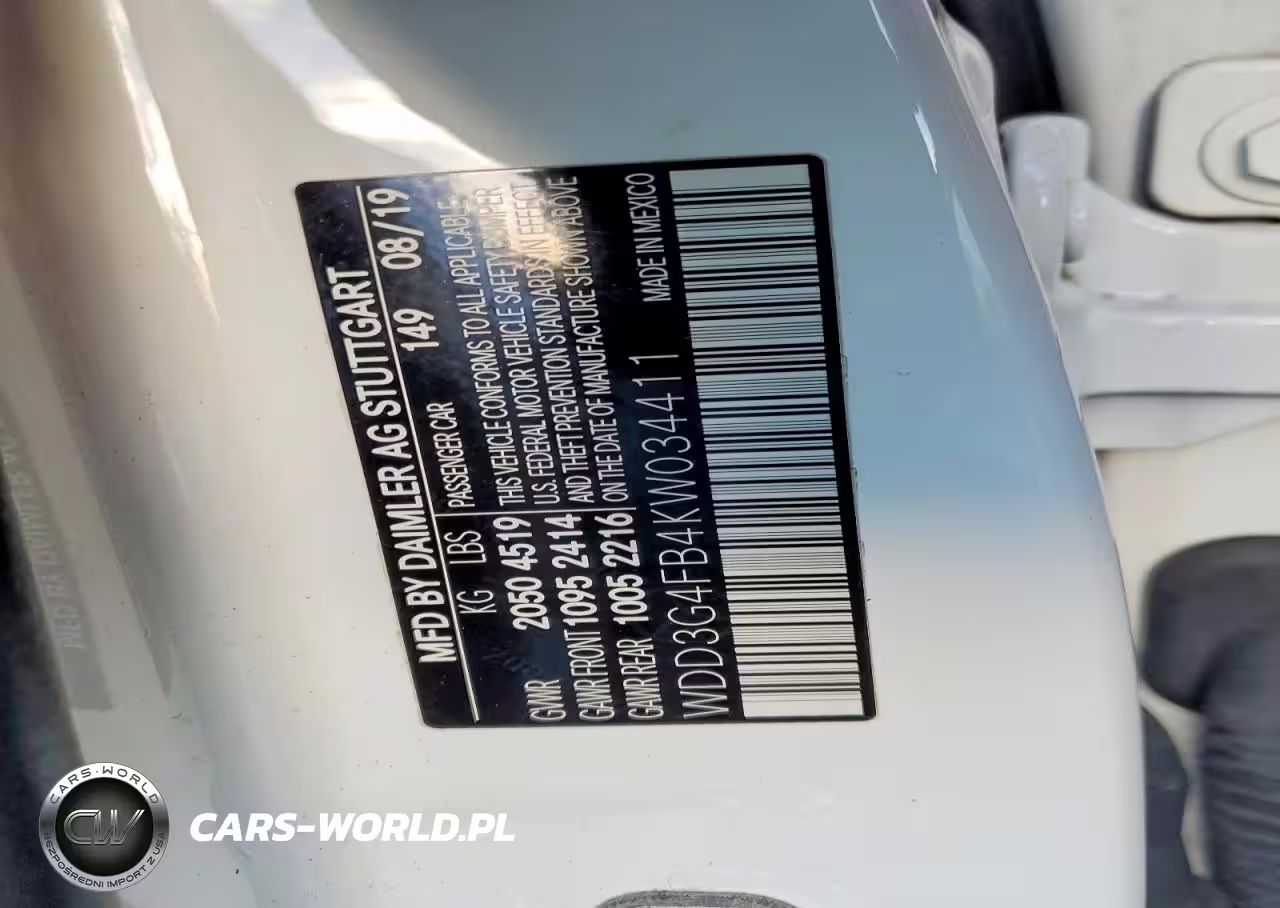 MFD BY DAIMLER AG STUTTGART
149 08/19
KG LBS PASSENGER CAR
GVWR 2050 4519 THIS VEHICLE CONFORMS TO ALL APPLICABLE
GAWR FRONT 1095 2414 U.S. FEDERAL MOTOR VEHICLE SAFETY, BUMPER
GAWR REAR 1005 2216 AND THEFT PREVENTION STANDARDS IN EFFECT
ON THE DATE OF MANUFACTURE SHOWN ABOVE
WDD3G4FB4KW034411 MADE IN MEXICO
CARS-WORLD
CW
BEZPOŚREDNI IMPORT Z USA
CARS-WORLD.PL